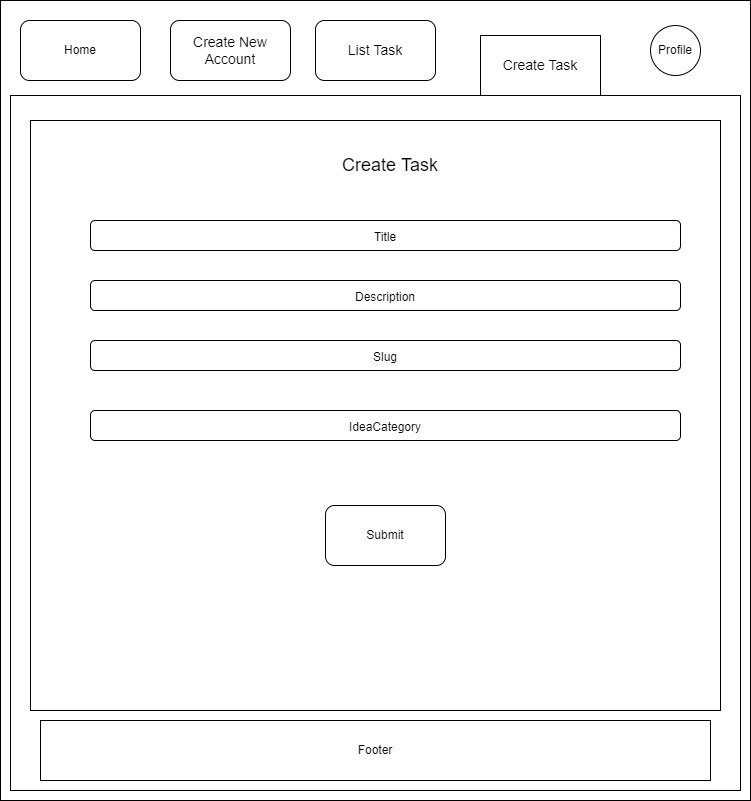 Home
Create New
Account
List Task
Create Task
Profile
Create Task
Title
Description
Slug
IdeaCategory
Submit
Footer